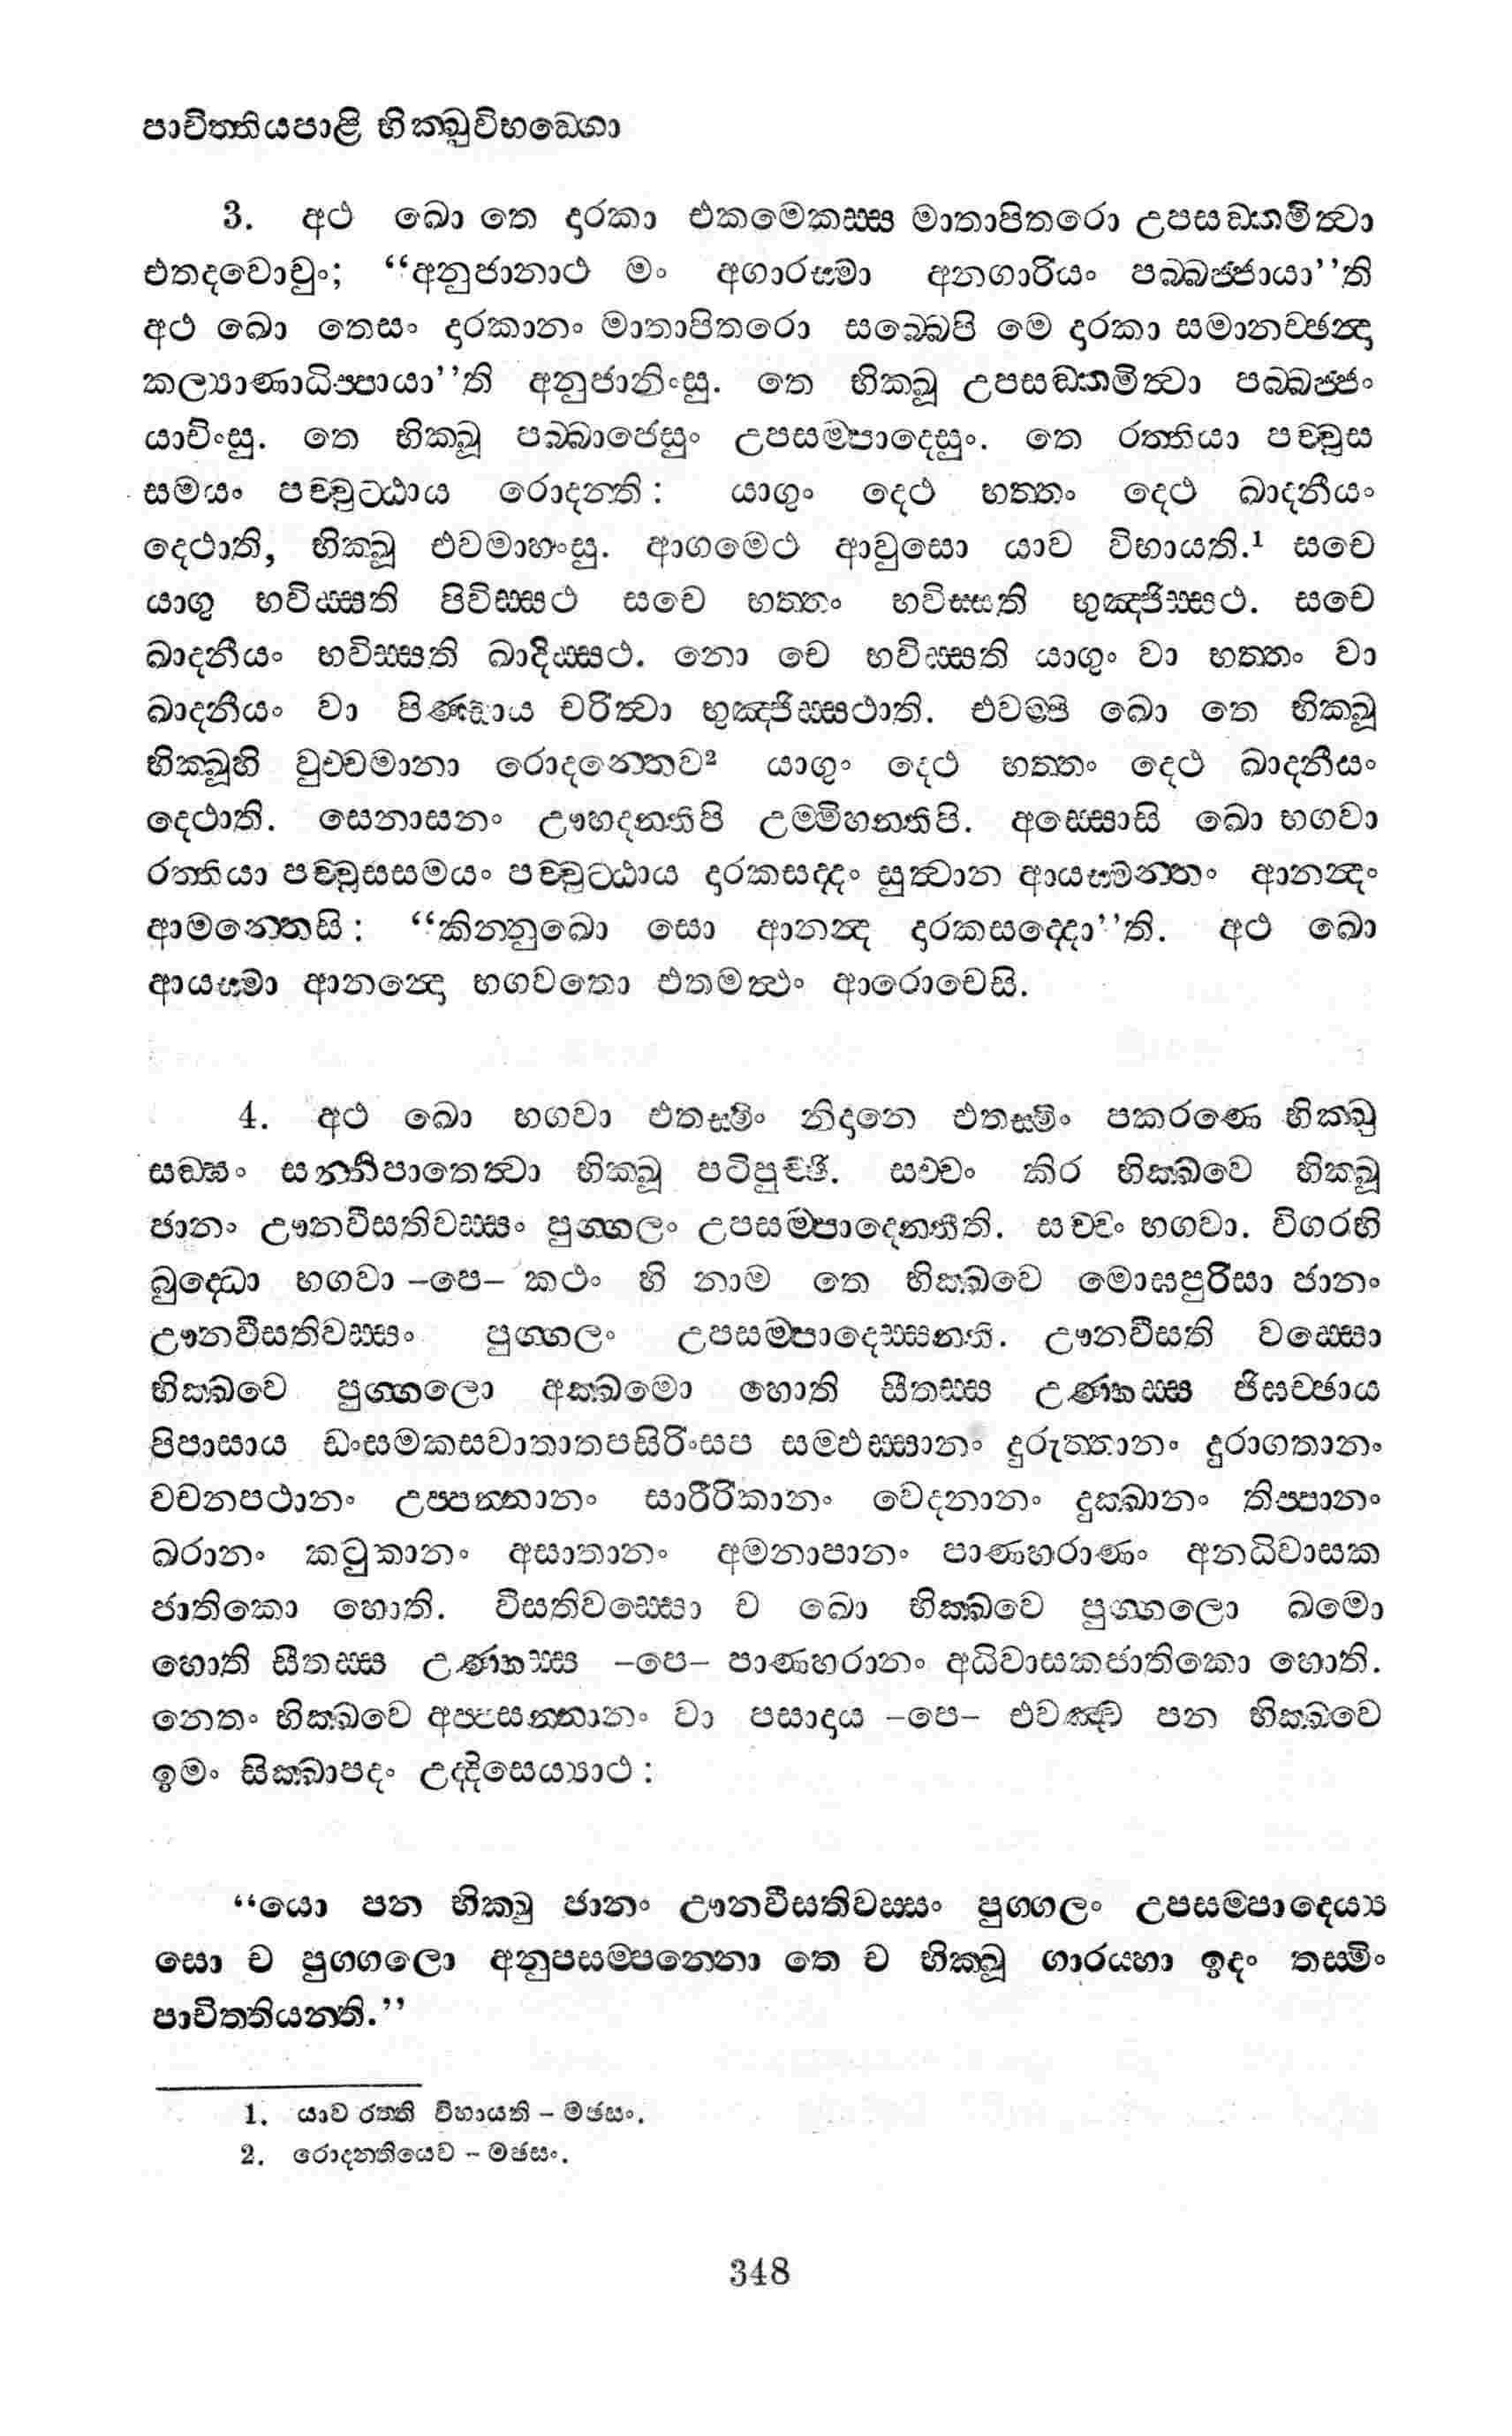 පාචිත්තියපාළි භික්ඛුවිභඞ්ගො
3. අථ ඛො තෙ දාරකා එකමෙකස්ස මාතාපිතරො උපසඞ්කමිත්වා
එතදවොචුං; “අනුජානාථ මං අගාරස්මා අනගාරියං පබ්බජ්ජායා’’ති
අථ ඛො තෙසං දාරකානං මාතාපිතරො සබ්බෙපි මෙ දාරකා සමානච්ඡන්දා
කල්‍යාණාධිප්පායා’’ති අනුජානිංසු. තෙ භික්ඛූ උපසඞ්කමිත්වා පබ්බජ්ජං
යාචිංසු. තෙ භික්ඛූ පබ්බාජෙසුං උපසම්පාදෙසුං. තෙ රත්තියා පච්චූස
සමයං පච්චුට්ඨාය රොදන්ති: යාගුං දෙථ භත්තං දෙථ ඛාදනීයං
දෙථාති, භික්ඛූ එවමාහංසු. ආගමෙථ ආවුසො යාව විභායති.¹ සචෙ
යාගු භවිස්සති පිවිස්සථ සචෙ භත්තං භවිස්සති භුඤ්ජිස්සථ. සචෙ
ඛාදනීයං භවිස්සති ඛාදිස්සථ. නො චෙ භවිස්සති යාගුං වා භත්තං වා
ඛාදනීයං වා පිණ්ඩාය චරිත්වා භුඤ්ජිස්සථාති. එවම්පි ඛො තෙ භික්ඛූ
භික්ඛූහි වුච්චමානා රොදන්තෙව² යාගුං දෙථ භත්තං දෙථ ඛාදනීයං
දෙථාති. සෙනාසනං ඌහදන්තිපි උම්මිහන්තිපි. අස්සොසි ඛො භගවා
රත්තියා පච්චූසසමයං පච්චුට්ඨාය දාරකසද්දං සුත්වාන ආයස්මන්තං ආනන්දං
ආමන්තෙසි: “කින්නුඛො සො ආනන්ද දාරකසද්දො’’ති. අථ ඛො
ආයස්මා ආනන්දො භගවතො එතමත්ථං ආරොචෙසි.
4. අථ ඛො භගවා එතස්මිං නිදානෙ එතස්මිං පකරණෙ භික්ඛු
සඞ්ඝං සන්නිපාතෙත්වා භික්ඛූ පටිපුච්ඡි. සච්චං කිර භික්ඛවෙ භික්ඛූ
ජානං ඌනවීසතිවස්සං පුග්ගලං උපසම්පාදෙන්තීති. සච්චං භගවා. විගරහි
බුද්ධො භගවා –පෙ– කථං හි නාම තෙ භික්ඛවෙ මොඝපුරිසා ජානං
ඌනවීසතිවස්සං පුග්ගලං උපසම්පාදෙස්සන්ති. ඌනවීසති වස්සො
භික්ඛවෙ පුග්ගලො අක්ඛමො හොති සීතස්ස උණ්හස්ස ජිඝච්ඡාය
පිපාසාය ඩංසමකසවාතාතපසිරිංසප සම්ඵස්සානං දුරුත්තානං දුරාගතානං
වචනපථානං උප්පන්නානං සාරීරිකානං වෙදනානං දුක්ඛානං තිප්පානං
ඛරානං කටුකානං අසාතානං අමනාපානං පාණහරාණං අනධිවාසක
ජාතිකො හොති. වීසතිවස්සො ච ඛො භික්ඛවෙ පුග්ගලො ඛමො
හොති සීතස්ස උණ්හස්ස –පෙ– පාණහරානං අධිවාසකජාතිකො හොති.
නෙතං භික්ඛවෙ අප්පසන්නානං වා පසාදාය –පෙ– එවඤ්ච පන භික්ඛවෙ
ඉමං සික්ඛාපදං උද්දිසෙය්‍යාථ:
“යො පන භික්ඛු ජානං ඌනවීසතිවස්සං පුග්ගලං උපසම්පාදෙය්‍ය
සො ච පුග්ගලො අනුපසම්පන්නො තෙ ච භික්ඛූ ගාරය්හා ඉදං තස්මිං
පාචිත්තියන්ති.’’
1. යාව රත්ති විභායති – මඡසං.
2. රොදන්තියෙව – මඡසං.
348